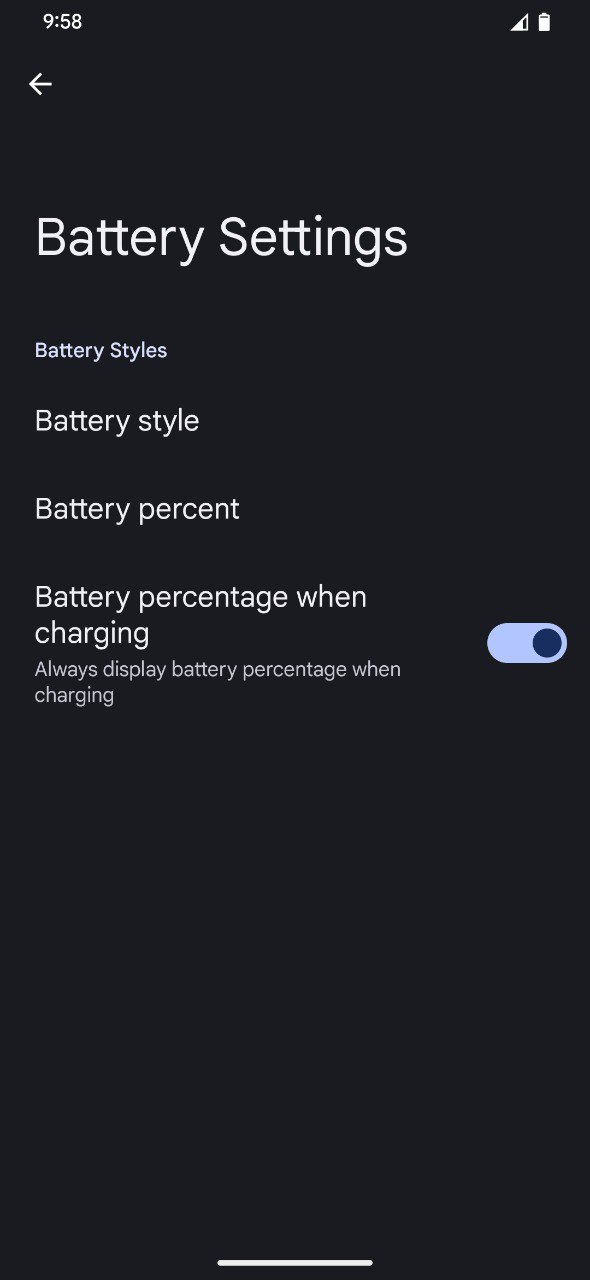 9:58
Battery Settings
Battery Styles
Battery style
Battery percent
Battery percentage when
charging
Always display battery percentage when
charging